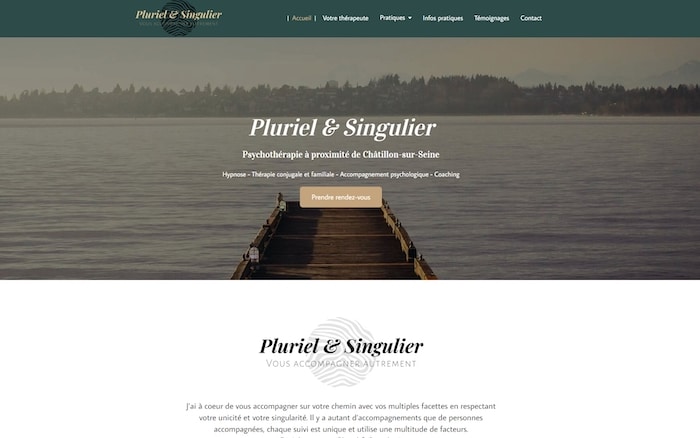 Pluriel & Singulier
VOUS ACCOMPAGNER AUTREMENT
| Accueil | Votre thérapeute Pratiques Infos pratiques Témoignages Contact
Pluriel & Singulier
Psychothérapie à proximité de Châtillon-sur-Seine
Hypnose - Thérapie conjugale et familiale - Accompagnement psychologique - Coaching
Prendre rendez-vous
Pluriel & Singulier
VOUS ACCOMPAGNER AUTREMENT
J'ai à coeur de vous accompagner sur votre chemin avec vos multiples facettes en respectant
votre unicité et votre singularité. Il y a autant d'accompagnements que de personnes
accompagnées, chaque suivi est unique et utilise une multitude de facteurs.